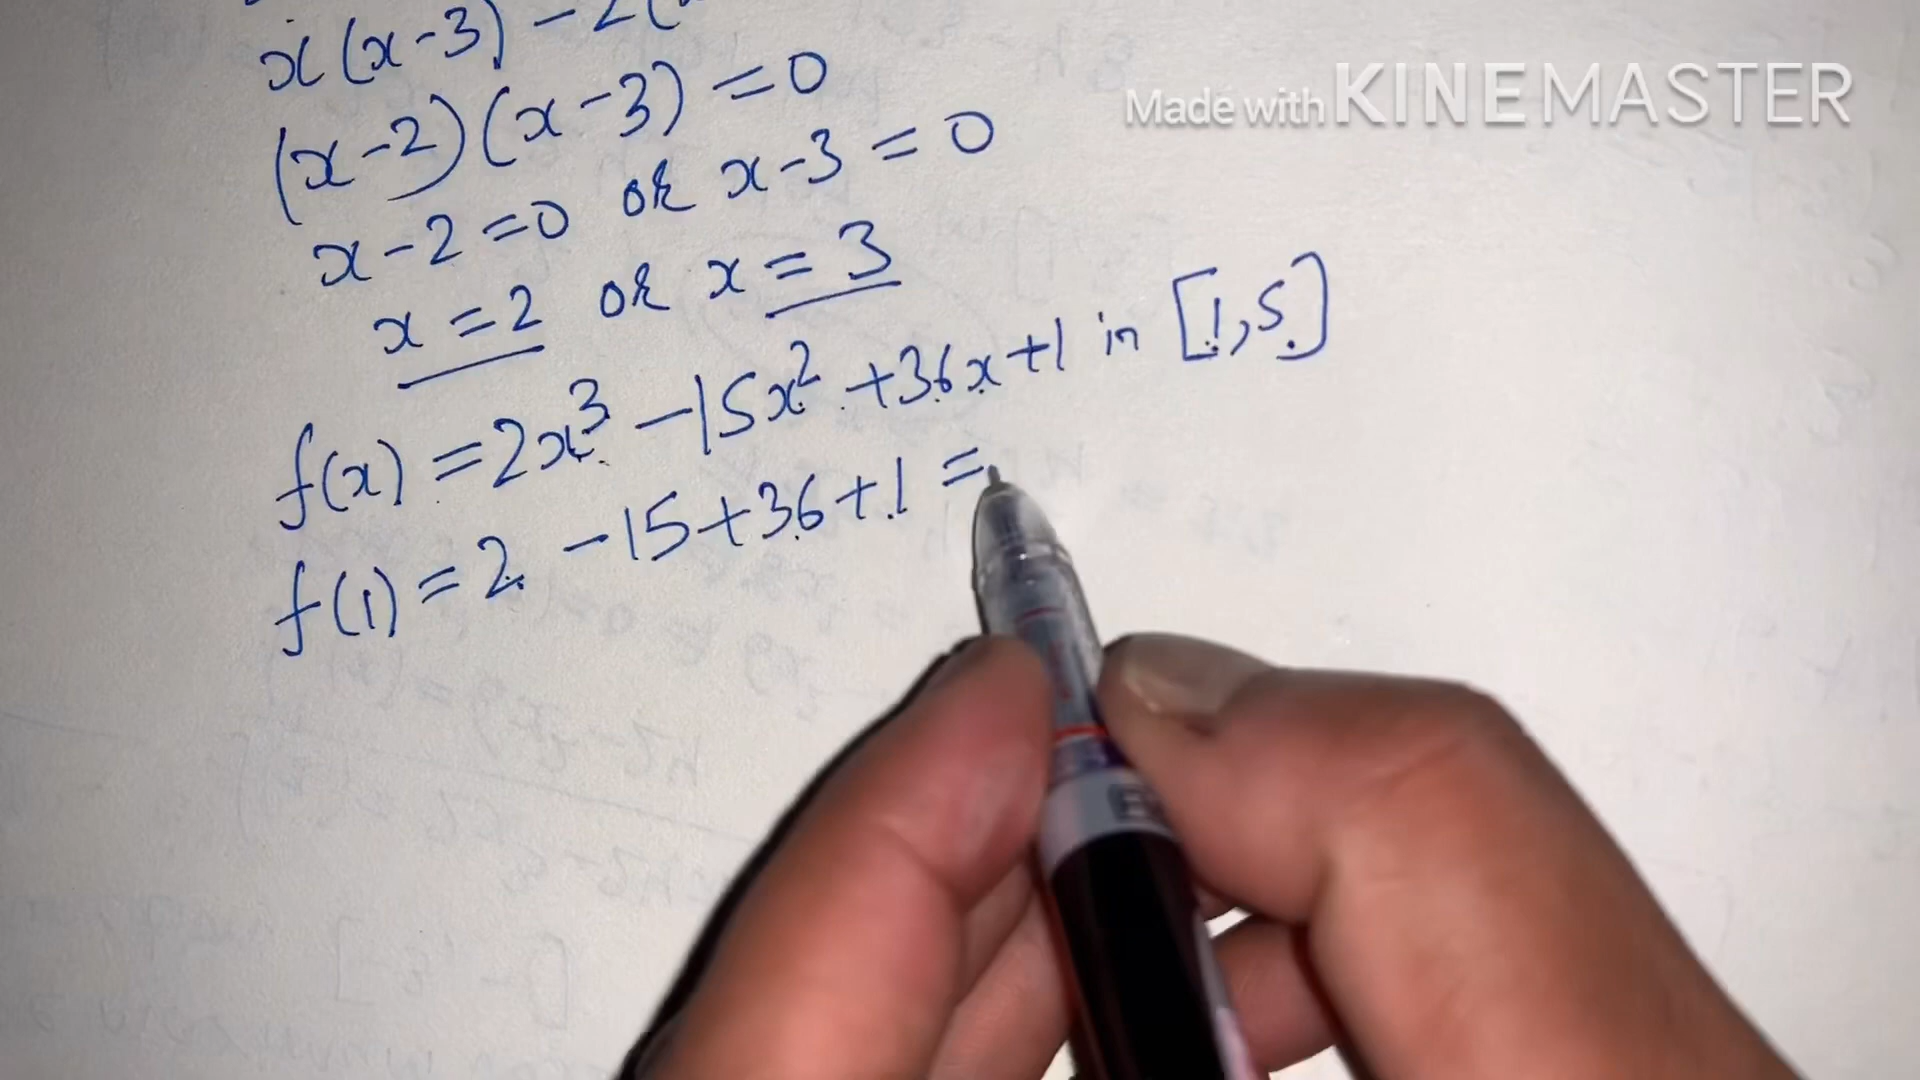 x(x-3) -2(
(x-2)(x-3) = 0
x-2=0 or x-3 = 0
x = 2 or x = 3
f(x) = 2x³ -15x² +36x+1 in [1,5]
f(1) = 2 -15+36+1 =
Made with KINEMASTER